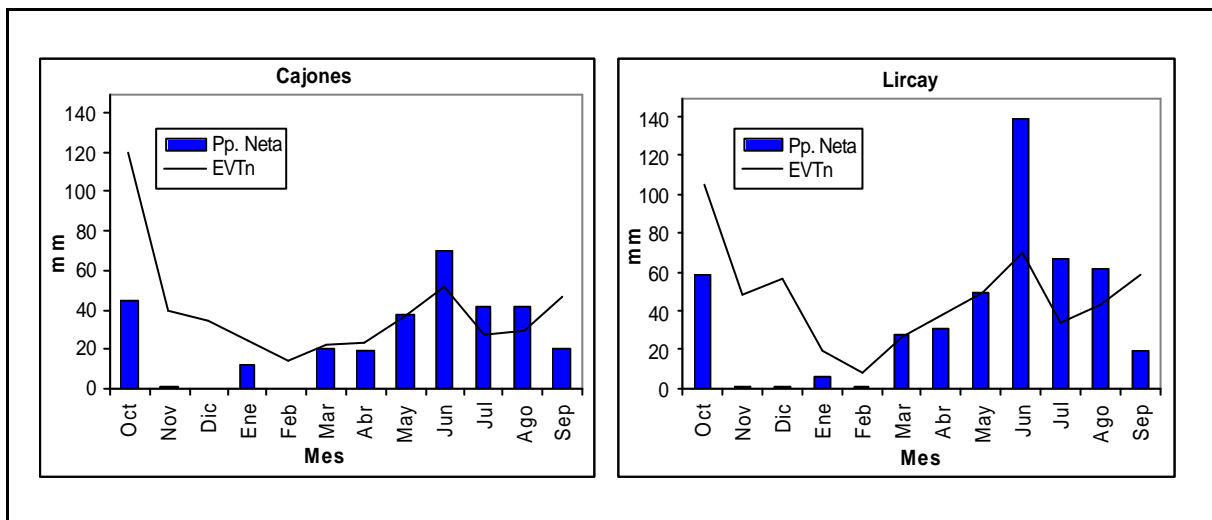 Cajones
140
120
100
80
60
40
20
0
mm
Pp. Neta
EVTn
Oct Nov Dic Ene Feb Mar Abr May Jun Jul Ago Sep
Mes
Lircay
140
120
100
80
60
40
20
0
mm
Pp. Neta
EVTn
Oct Nov Dic Ene Feb Mar Abr May Jun Jul Ago Sep
Mes